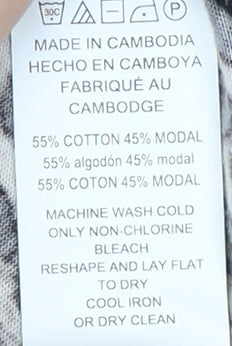 30C P
MADE IN CAMBODIA
HECHO EN CAMBOYA
FABRIQUÉ AU
CAMBODGE
55% COTTON 45% MODAL
55% algodón 45% modal
55% COTON 45% MODAL
MACHINE WASH COLD
ONLY NON-CHLORINE
BLEACH
RESHAPE AND LAY FLAT
TO DRY
COOL IRON
OR DRY CLEAN